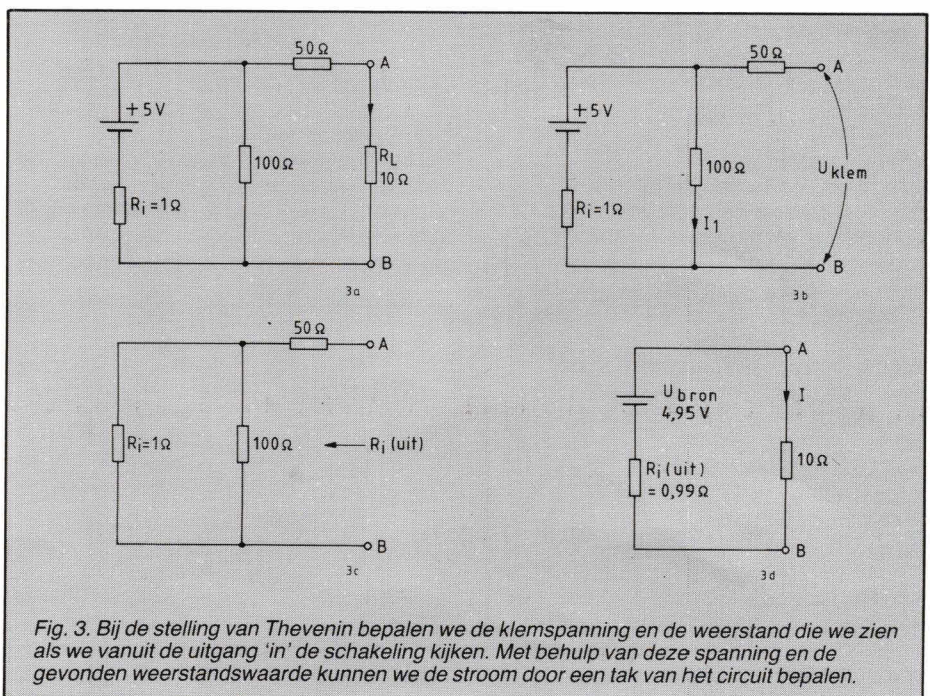 50Ω
A
+5V
100Ω
RL
10Ω
Ri=1Ω
B
3a
50Ω
A
+5V
100Ω
Uklem
Ri=1Ω
I1
B
3b
50Ω
A
Ri=1Ω
100Ω
Ri(uit)
B
3c
A
Ubron
4,95V
I
10Ω
Ri(uit)
=0,99Ω
B
3d
Fig. 3. Bij de stelling van Thevenin bepalen we de klemspanning en de weerstand die we zien
als we vanuit de uitgang ‘in’ de schakeling kijken. Met behulp van deze spanning en de
gevonden weerstandswaarde kunnen we de stroom door een tak van het circuit bepalen.